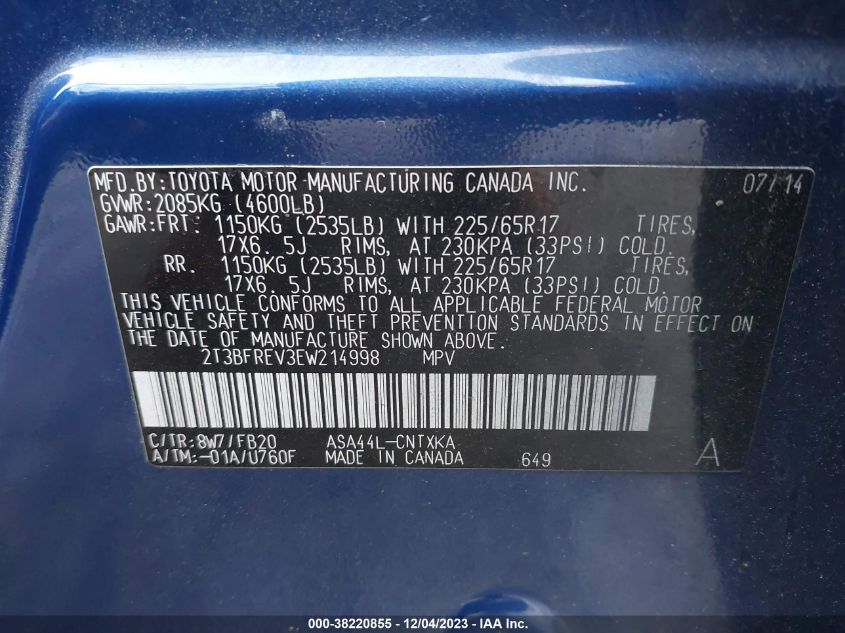 MFD.BY:TOYOTA MOTOR MANUFACTURING CANADA INC. 07/14
GVWR:2085KG (4600LB)
GAWR:FRT: 1150KG (2535LB) WITH 225/65R17 TIRES,
17X6. 5J RIMS, AT 230KPA (33PSI) COLD.
RR. 1150KG (2535LB) WITH 225/65R17 TIRES,
17X6. 5J RIMS, AT 230KPA (33PSI) COLD.
THIS VEHICLE CONFORMS TO ALL APPLICABLE FEDERAL MOTOR
VEHICLE SAFETY AND THEFT PREVENTION STANDARDS IN EFFECT ON
THE DATE OF MANUFACTURE SHOWN ABOVE.
2T3BFREV3EW214998 MPV
C/TR:8W7/FB20 ASA44L-CNTXKA
A/TM:-01A/U760F MADE IN CANADA 649 A
000-38220855 - 12/04/2023 - IAA Inc.